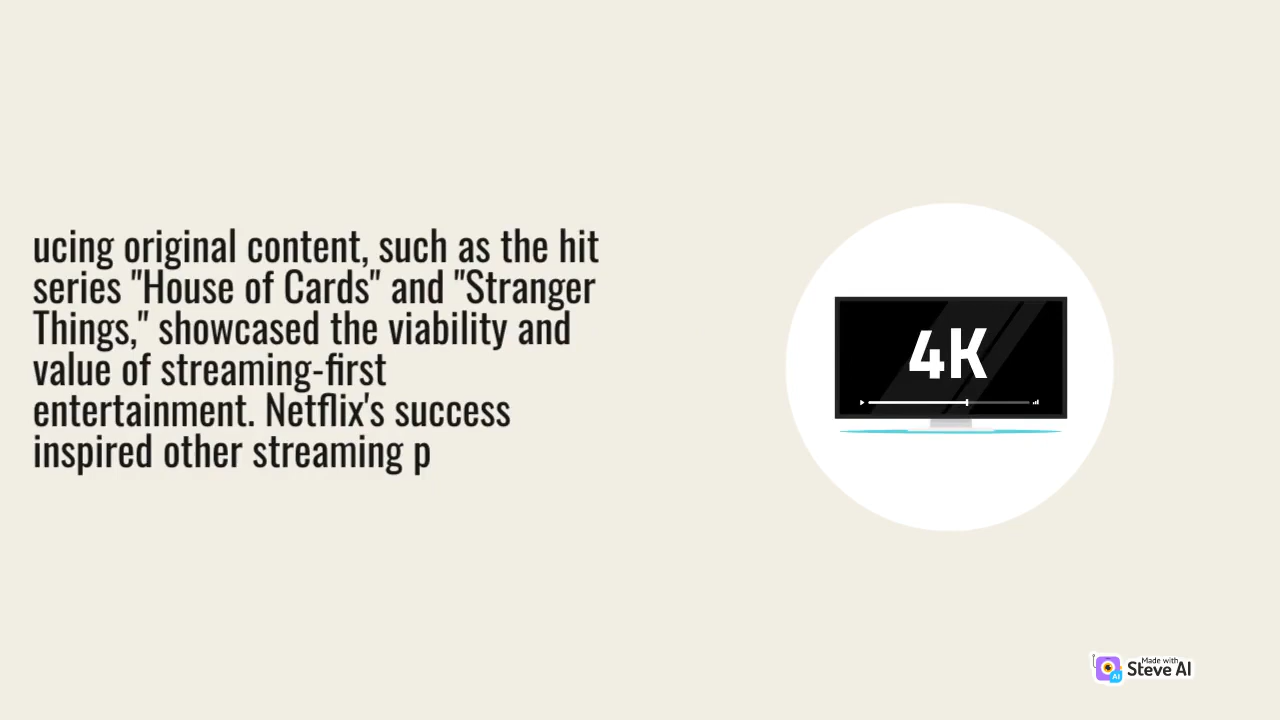 ucing original content, such as the hit
series "House of Cards" and "Stranger
Things," showcased the viability and
value of streaming-first
entertainment. Netflix's success
inspired other streaming p
4K
Made with
Steve AI
AI